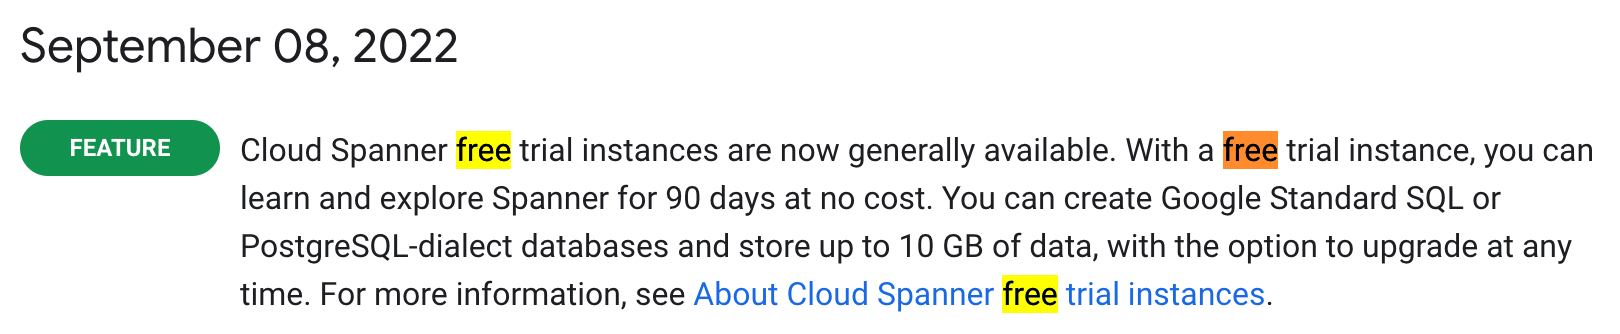 September 08, 2022
FEATURE
Cloud Spanner free trial instances are now generally available. With a free trial instance, you can
learn and explore Spanner for 90 days at no cost. You can create Google Standard SQL or
PostgreSQL-dialect databases and store up to 10 GB of data, with the option to upgrade at any
time. For more information, see About Cloud Spanner free trial instances.